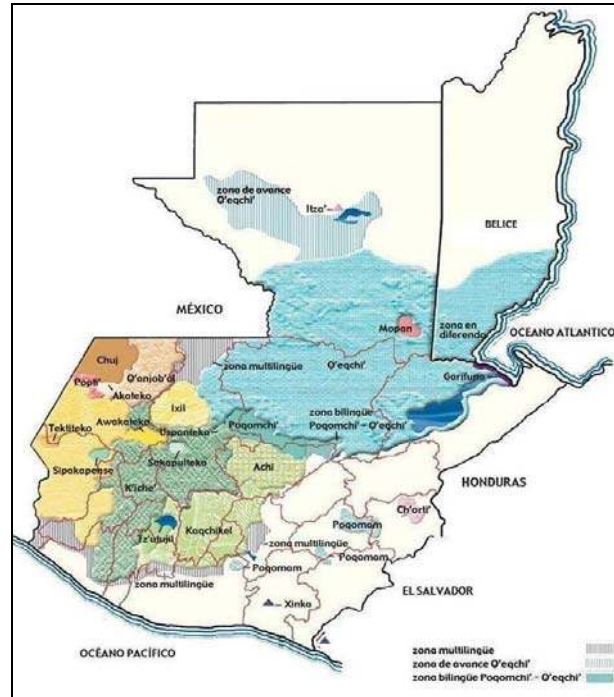 zona de avance
Q'eqchi'
Itza'
BELICE
MÉXICO
Mopan
zona en
diferendo
OCEANO ATLANTICO
Chuj
Q'anjob'al
zona multilingüe
Q'eqchi'
Garífuna
Popti'
Akateko
Ixil
Awakateko
Uspanteko
Tektiteko
Poqomchi'
zona bilingüe
Poqomchi' - Q'eqchi'
Sipakapense
Sakapulteko
Achi
K'iche'
HONDURAS
Ch'orti'
Tz'utujil
Kaqchikel
Poqomam
zona multilingüe
Poqomam
Poqomam
zona multilingüe
Xinka
EL SALVADOR
OCÉANO PACÍFICO
zona multilingüe
zona de avance Q'eqchi'
zona bilingüe Poqomchi' - Q'eqchi'